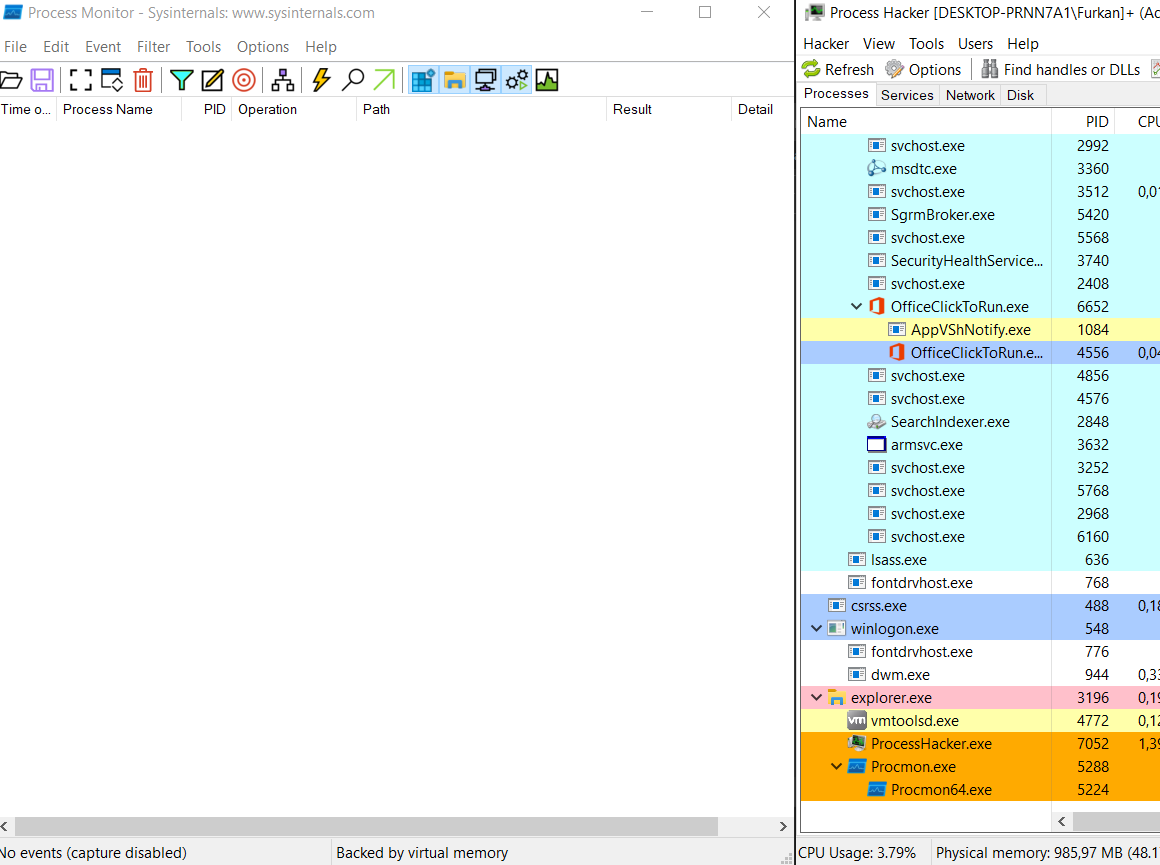 Process Monitor - Sysinternals: www.sysinternals.com
File Edit Event Filter Tools Options Help
Time o... Process Name PID Operation Path Result Detail
No events (capture disabled) Backed by virtual memory
Process Hacker [DESKTOP-PRNN7A1\Furkan]+ (Ad
Hacker View Tools Users Help
Refresh Options Find handles or DLLs
Processes Services Network Disk
Name PID CPU
svchost.exe 2992
msdtc.exe 3360
svchost.exe 3512 0,01
SgrmBroker.exe 5420
svchost.exe 5568
SecurityHealthService... 3740
svchost.exe 2408
OfficeClickToRun.exe 6652
AppVShNotify.exe 1084
OfficeClickToRun.e... 4556 0,04
svchost.exe 4856
svchost.exe 4576
SearchIndexer.exe 2848
armsvc.exe 3632
svchost.exe 3252
svchost.exe 5768
svchost.exe 2968
svchost.exe 6160
lsass.exe 636
fontdrvhost.exe 768
csrss.exe 488 0,18
winlogon.exe 548
fontdrvhost.exe 776
dwm.exe 944 0,33
explorer.exe 3196 0,19
vm vmtoolsd.exe 4772 0,12
ProcessHacker.exe 7052 1,39
Procmon.exe 5288
Procmon64.exe 5224
CPU Usage: 3.79% Physical memory: 985,97 MB (48.1